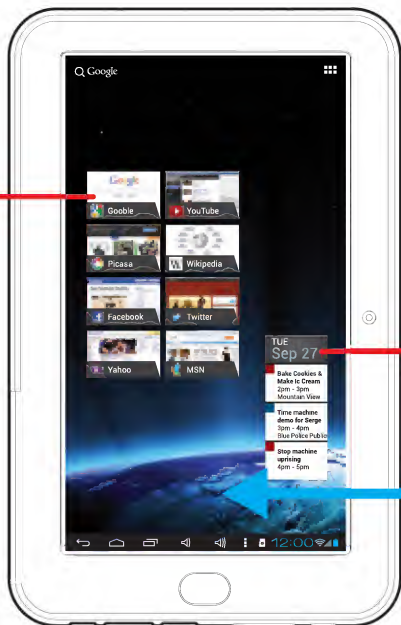 Google
Google
Gooble
YouTube
Picasa
Wikipedia
Facebook
Twitter
Yahoo
MSN
TUE
Sep 27
Bake Cookies &
Make Ic Cream
2pm - 3pm
Mountain View
Time machine
demo for Serge
3pm - 4pm
Blue Police Public
Stop machine
uprising
4pm - 5pm
12:00